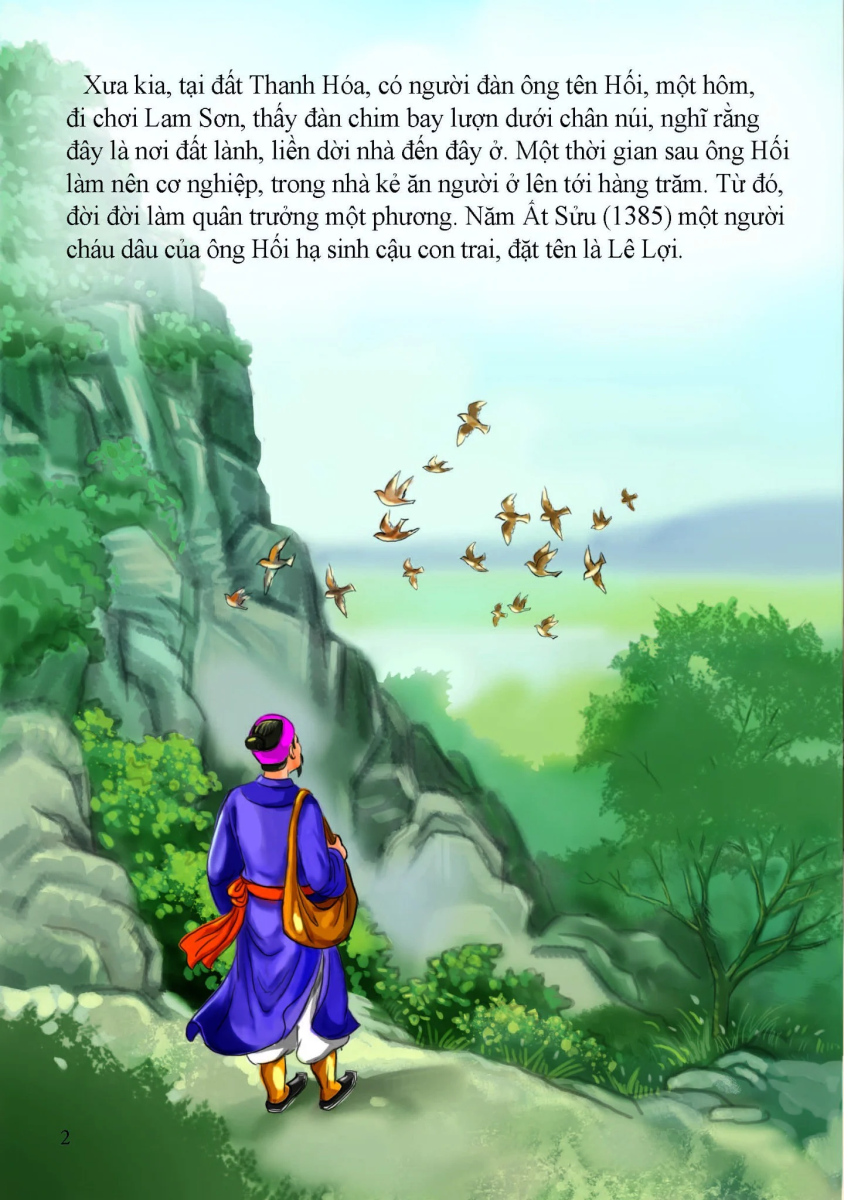 Xưa kia, tại đất Thanh Hóa, có người đàn ông tên Hối, một hôm,
đi chơi Lam Sơn, thấy đàn chim bay lượn dưới chân núi, nghĩ rằng
đây là nơi đất lành, liền dời nhà đến đây ở. Một thời gian sau ông Hối
làm nên cơ nghiệp, trong nhà kẻ ăn người ở lên tới hàng trăm. Từ đó,
đời đời làm quân trưởng một phương. Năm Ất Sửu (1385) một người
cháu dâu của ông Hối hạ sinh cậu con trai, đặt tên là Lê Lợi.
2